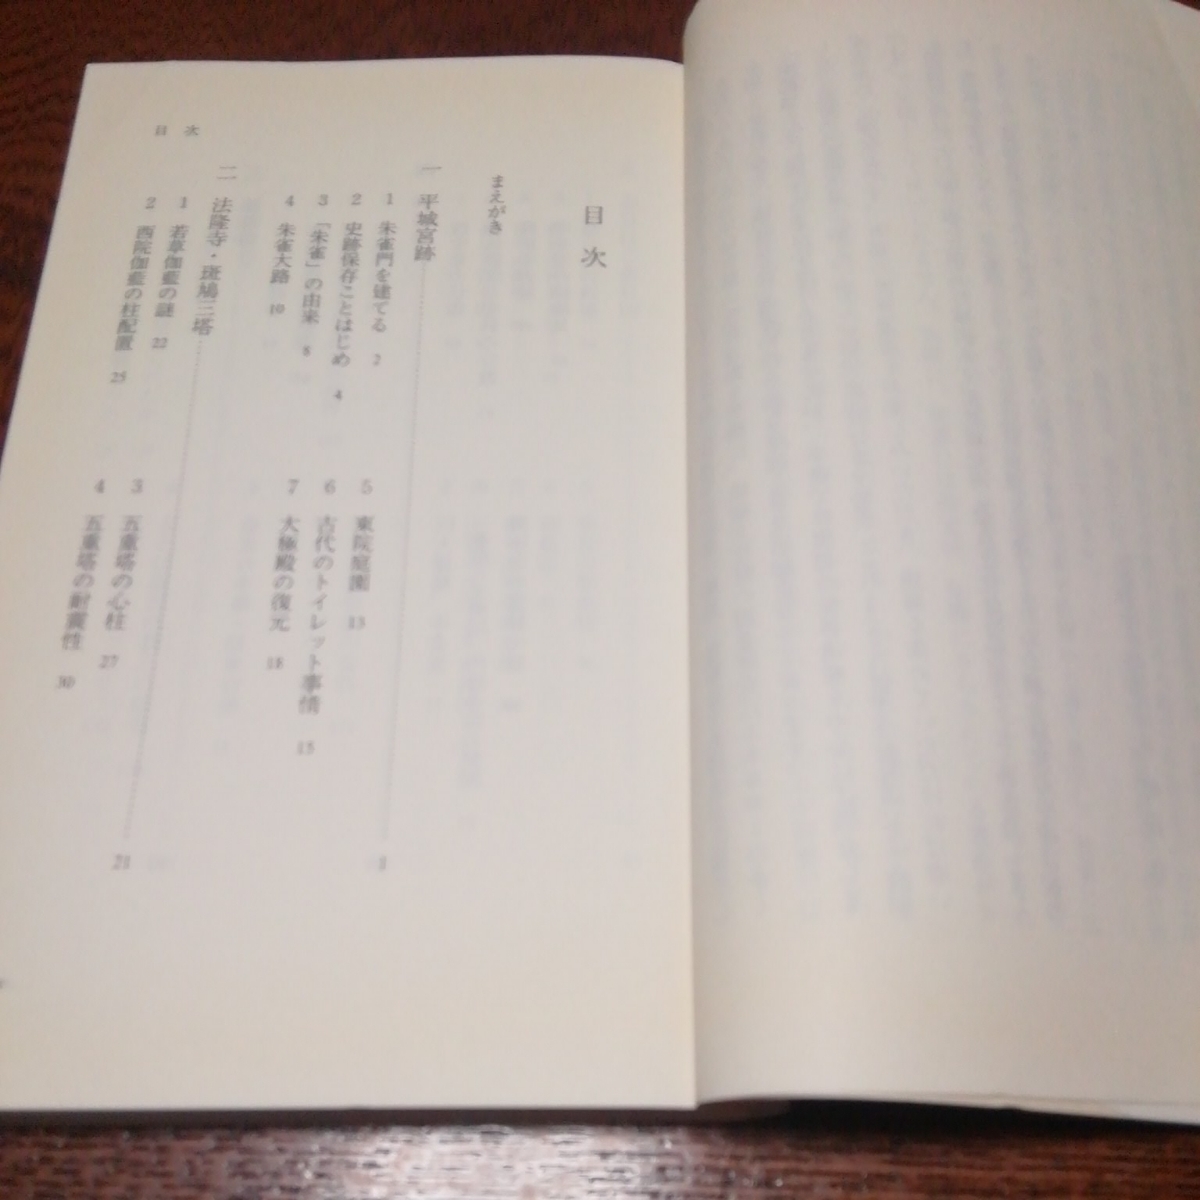 目次
まえがき
一 平城宮跡 1
1 朱雀門を建てる 2
2 史跡保存ことはじめ 4
3 「朱雀」の由来 8
4 朱雀大路 10
5 東院庭園 13
6 古代のトイレット事情 15
7 大極殿の復元 18
二 法隆寺・斑鳩三塔 21
1 若草伽藍の謎 22
2 西院伽藍の柱配置 25
3 五重塔の心柱 27
4 五重塔の耐震性 30
目次